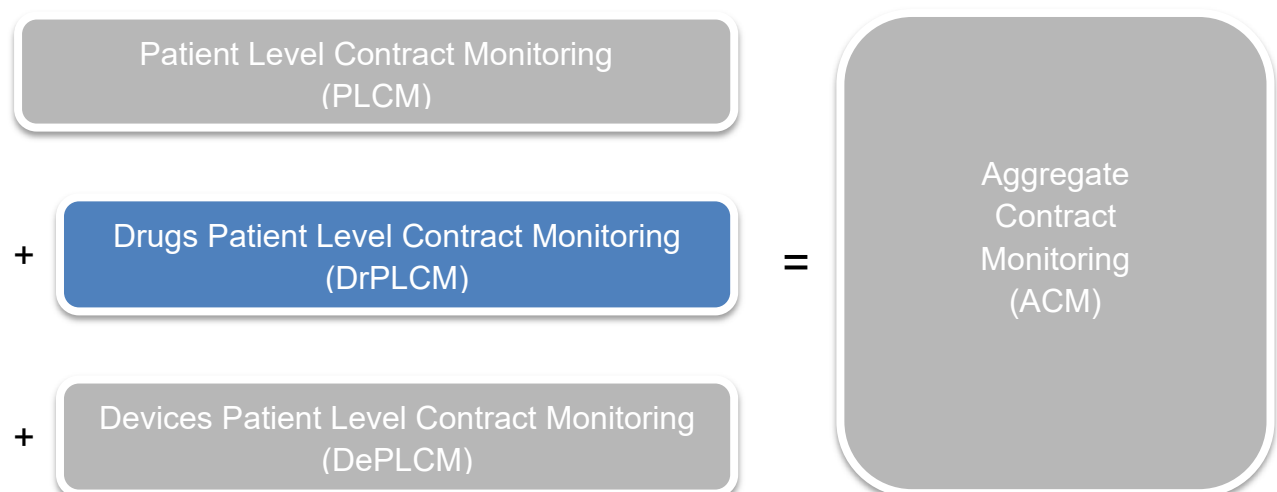 Patient Level Contract Monitoring
(PLCM)
+
Drugs Patient Level Contract Monitoring
(DrPLCM)
+
Devices Patient Level Contract Monitoring
(DePLCM)
=
Aggregate
Contract
Monitoring
(ACM)